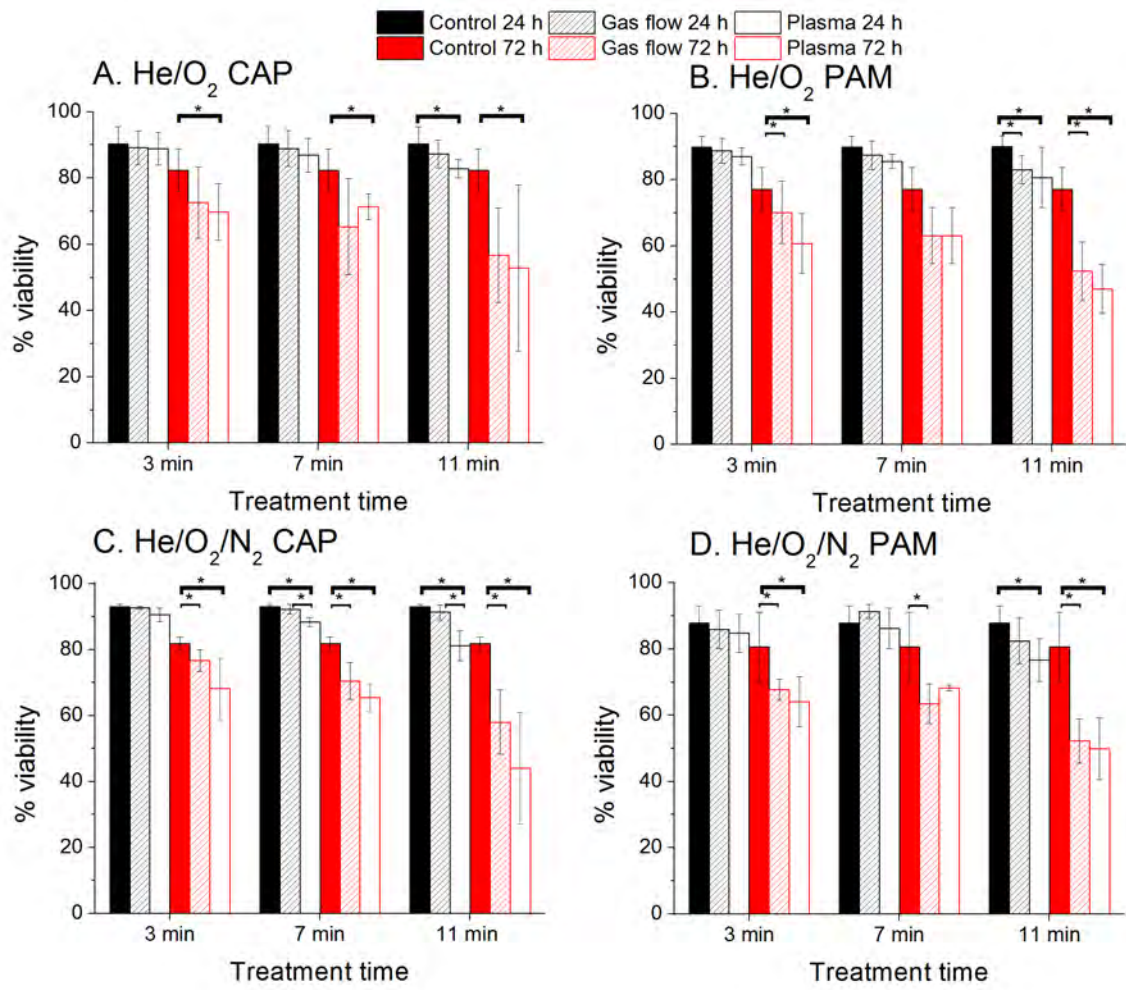 Control 24 h Gas flow 24 h Plasma 24 h
Control 72 h Gas flow 72 h Plasma 72 h
A. He/O₂ CAP
% viability
100
80
60
40
20
0
* * * *
3 min 7 min 11 min
Treatment time
B. He/O₂ PAM
% viability
100
80
60
40
20
0
* * * *
* * *
3 min 7 min 11 min
Treatment time
C. He/O₂/N₂ CAP
% viability
100
80
60
40
20
0
* * * * *
* * * * *
3 min 7 min 11 min
Treatment time
D. He/O₂/N₂ PAM
% viability
100
80
60
40
20
0
* * *
* * *
3 min 7 min 11 min
Treatment time